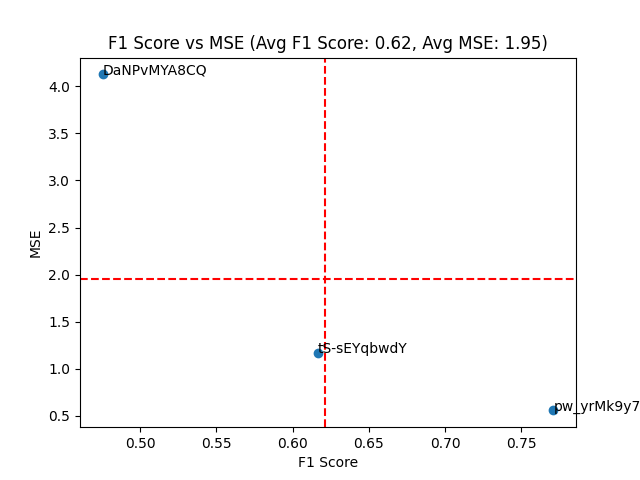 F1 Score vs MSE (Avg F1 Score: 0.62, Avg MSE: 1.95)
DaNPvMYA8CQ
4.0
3.5
3.0
2.5
MSE
2.0
1.5
tS-sEYqbwdY
1.0
pw_yrMk9y7
0.5
0.50 0.55 0.60 0.65 0.70 0.75
F1 Score